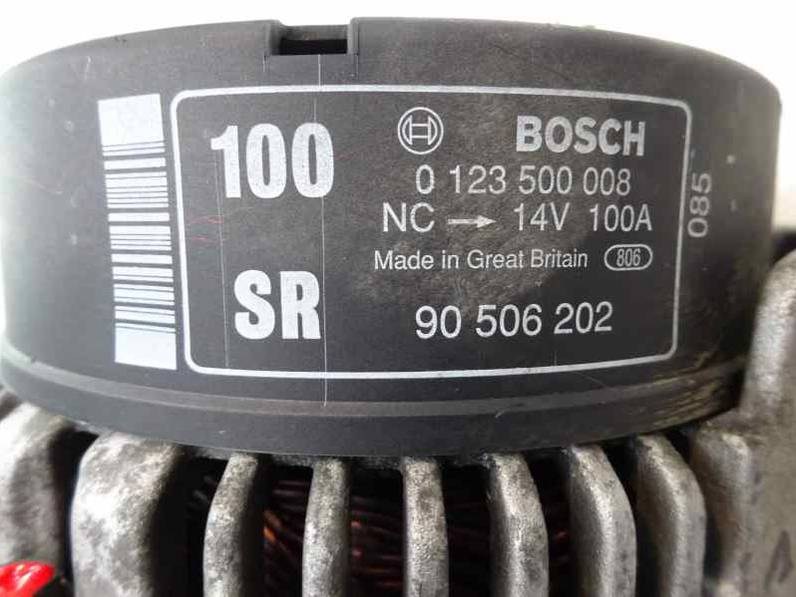 100
BOSCH
0 123 500 008
NC → 14V 100A
Made in Great Britain 806
SR
90 506 202
085